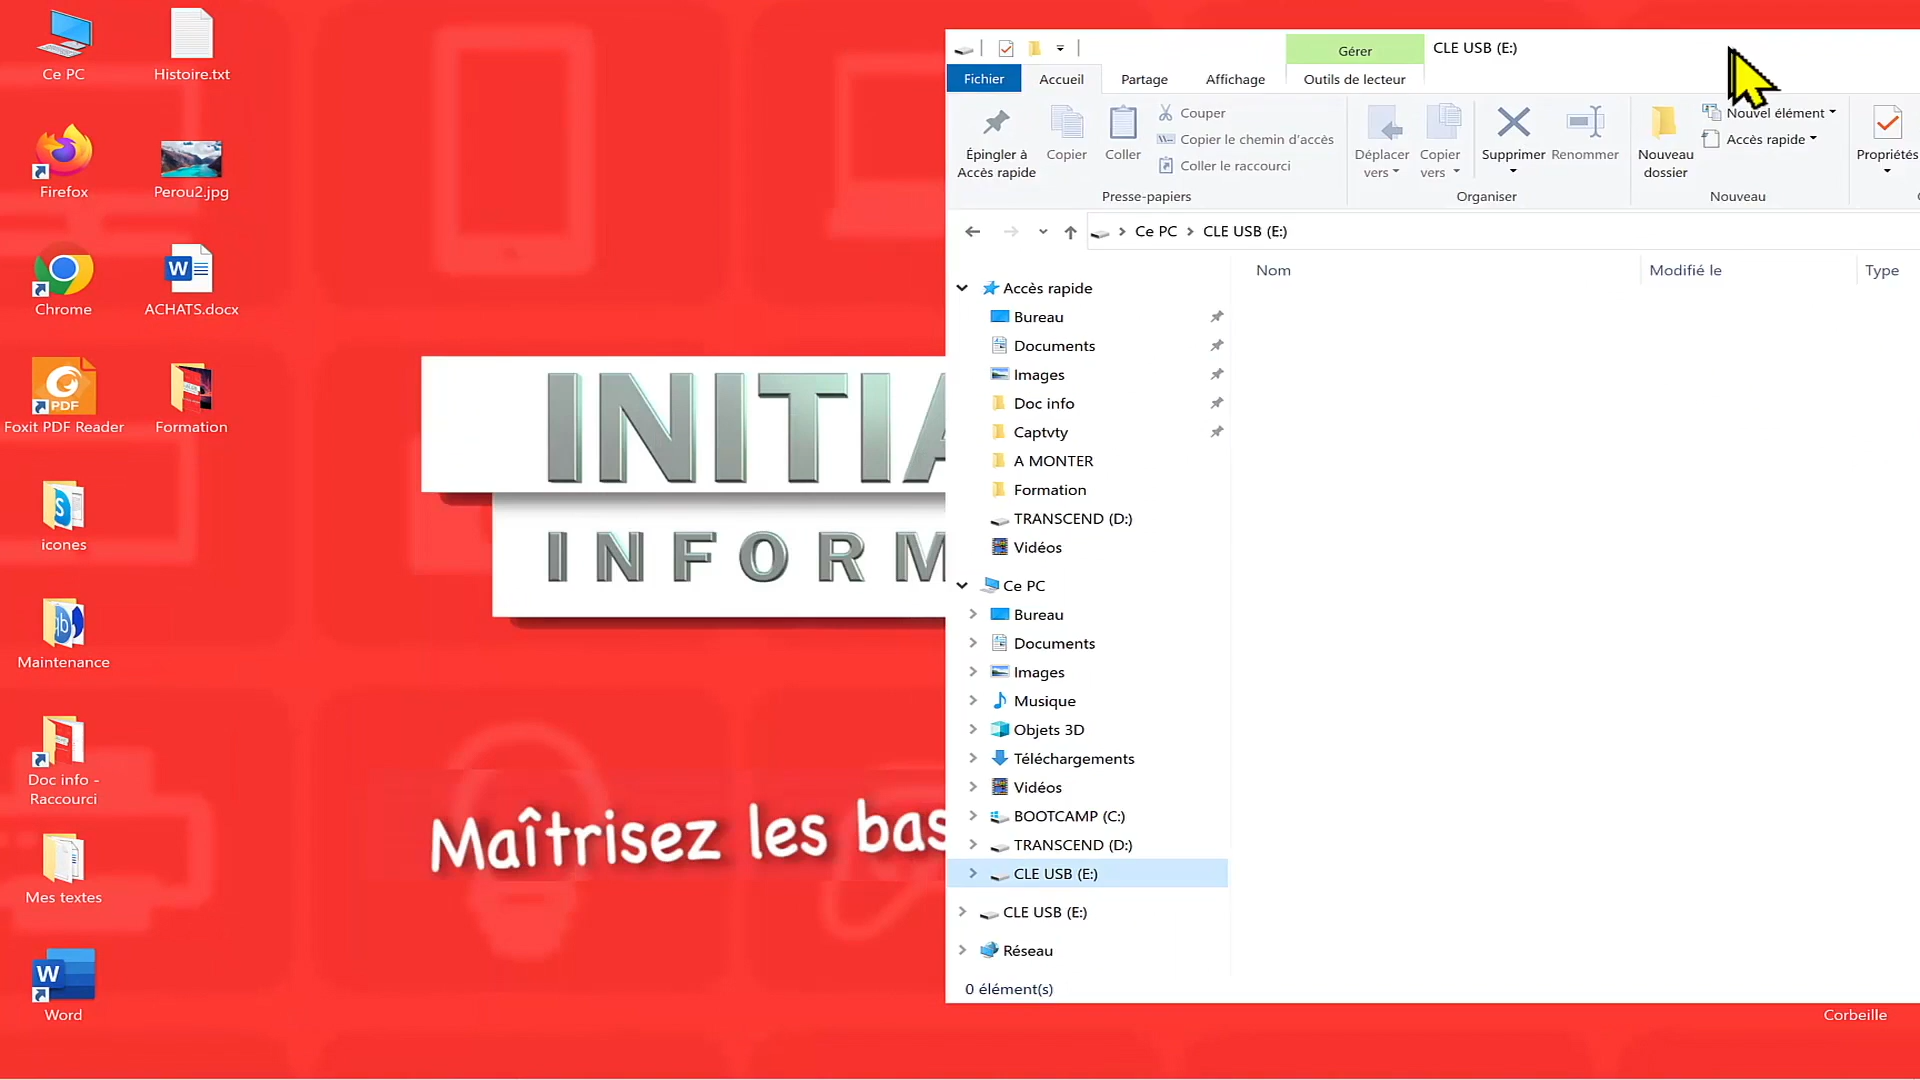 Ce PC
Histoire.txt
Firefox
Perou2.jpg
Chrome
W
ACHATS.docx
PDF
Foxit PDF Reader
Formation
S
icones
qb
Maintenance
Doc info -
Raccourci
Mes textes
W
Word
INITIA
INFORM
Maîtrisez les bas
Gérer
CLE USB (E:)
Fichier
Accueil
Partage
Affichage
Outils de lecteur
Épingler à
Accès rapide
Copier
Coller
Couper
Copier le chemin d'accès
Coller le raccourci
Presse-papiers
Déplacer
vers
Copier
vers
Supprimer
Renommer
Organiser
Nouveau
dossier
Nouvel élément
Accès rapide
Nouveau
Propriétés
Ce PC
CLE USB (E:)
Nom
Modifié le
Type
Accès rapide
Bureau
Documents
Images
Doc info
Captvty
A MONTER
Formation
TRANSCEND (D:)
Vidéos
Ce PC
Bureau
Documents
Images
Musique
Objets 3D
Téléchargements
Vidéos
BOOTCAMP (C:)
TRANSCEND (D:)
CLE USB (E:)
CLE USB (E:)
Réseau
0 élément(s)
Corbeille